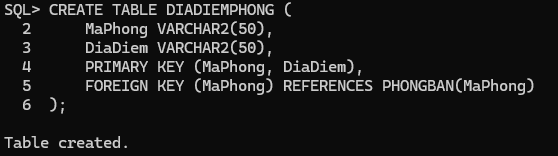 SQL> CREATE TABLE DIADIEMPHONG (
  2      MaPhong VARCHAR2(50),
  3      DiaDiem VARCHAR2(50),
  4      PRIMARY KEY (MaPhong, DiaDiem),
  5      FOREIGN KEY (MaPhong) REFERENCES PHONGBAN(MaPhong)
  6  );
Table created.